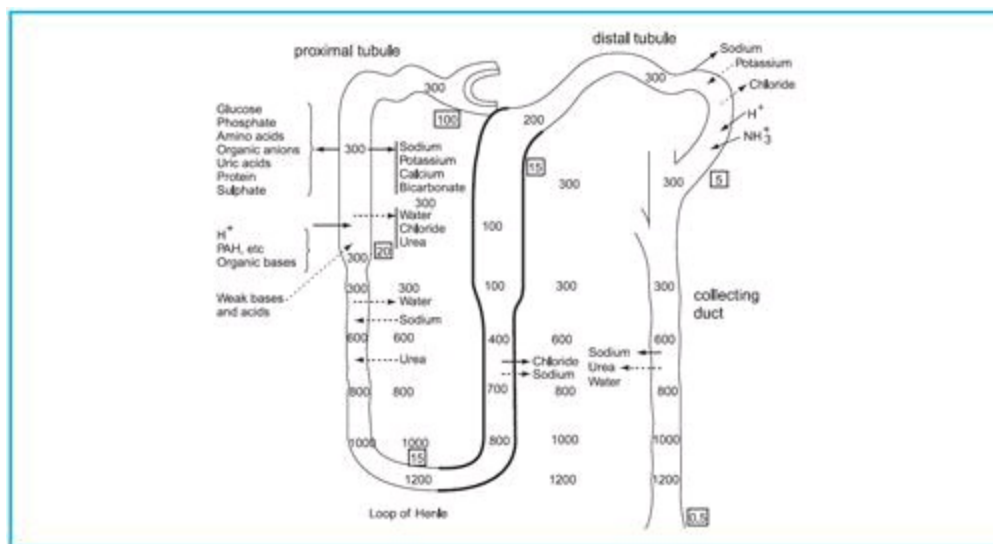 proximal tubulle
distal tubulle
300
100
Glucose
Phosphate
Amino acids
Organic anions
Uric acids
Protein
Sulphate
300
Sodium
Potassium
Calcium
Bicarbonate
300
Water
Chloride
Urea
H+
PAH, etc
Organic bases
20
300
Weak bases
and acids
300
300
Water
Sodium
600
600
Urea
800
800
1000
1000
15
1200
Loop of Henle
200
15
100
100
400
Chloride
Sodium
700
800
300
300
600
800
1000
1200
300
Sodium
Potassium
Chloride
H+
NH+3
300
5
300
collecting
duct
600
Sodium
Urea
Water
800
1000
1200
0.5